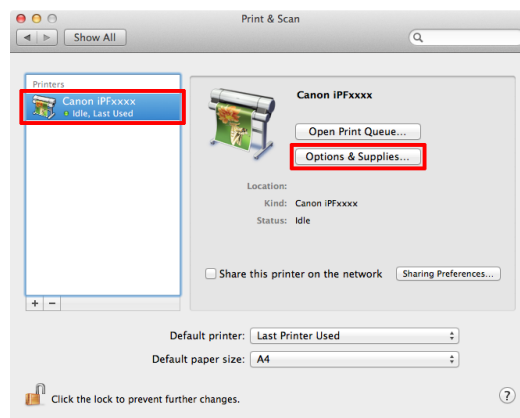 Print & Scan
Show All
Printers
Canon iPFxxxx
Idle, Last Used
Canon iPFxxxx
Open Print Queue...
Options & Supplies...
Location:
Kind: Canon iPFxxxx
Status: Idle
Share this printer on the network
Sharing Preferences...
+ −
Default printer: Last Printer Used
Default paper size: A4
Click the lock to prevent further changes.
?